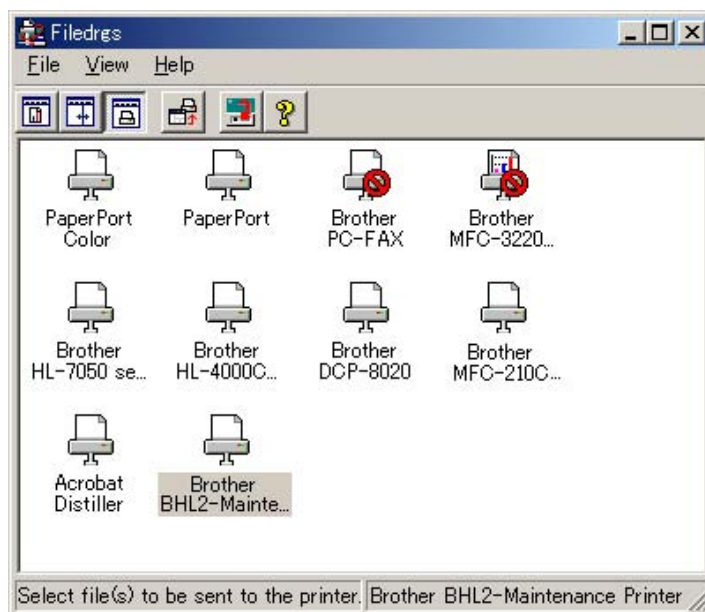 Filedrgs
File View Help
PaperPort
Color
PaperPort
Brother
PC-FAX
Brother
MFC-3220...
Brother
HL-7050 se...
Brother
HL-4000C...
Brother
DCP-8020
Brother
MFC-210C...
Acrobat
Distiller
Brother
BHL2-Mainte...
Select file(s) to be sent to the printer. Brother BHL2-Maintenance Printer